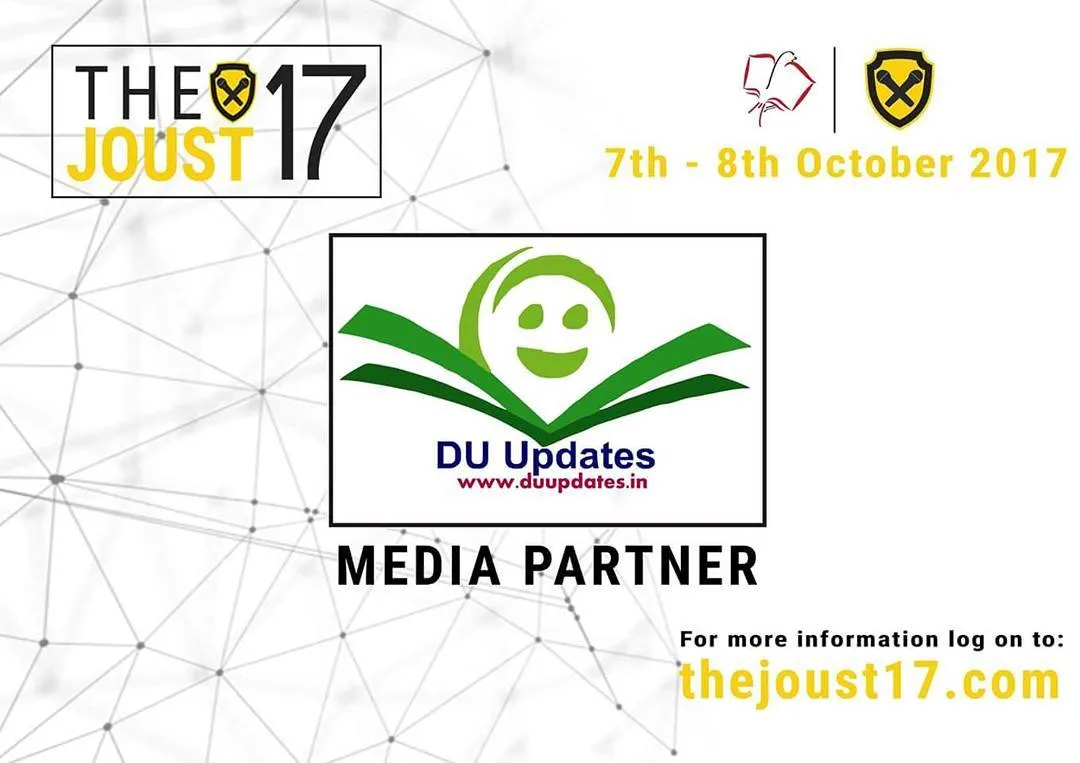 THE
JOUST 17
7th - 8th October 2017
DU Updates
www.duupdates.in
MEDIA PARTNER
For more information log on to:
thejoust17.com